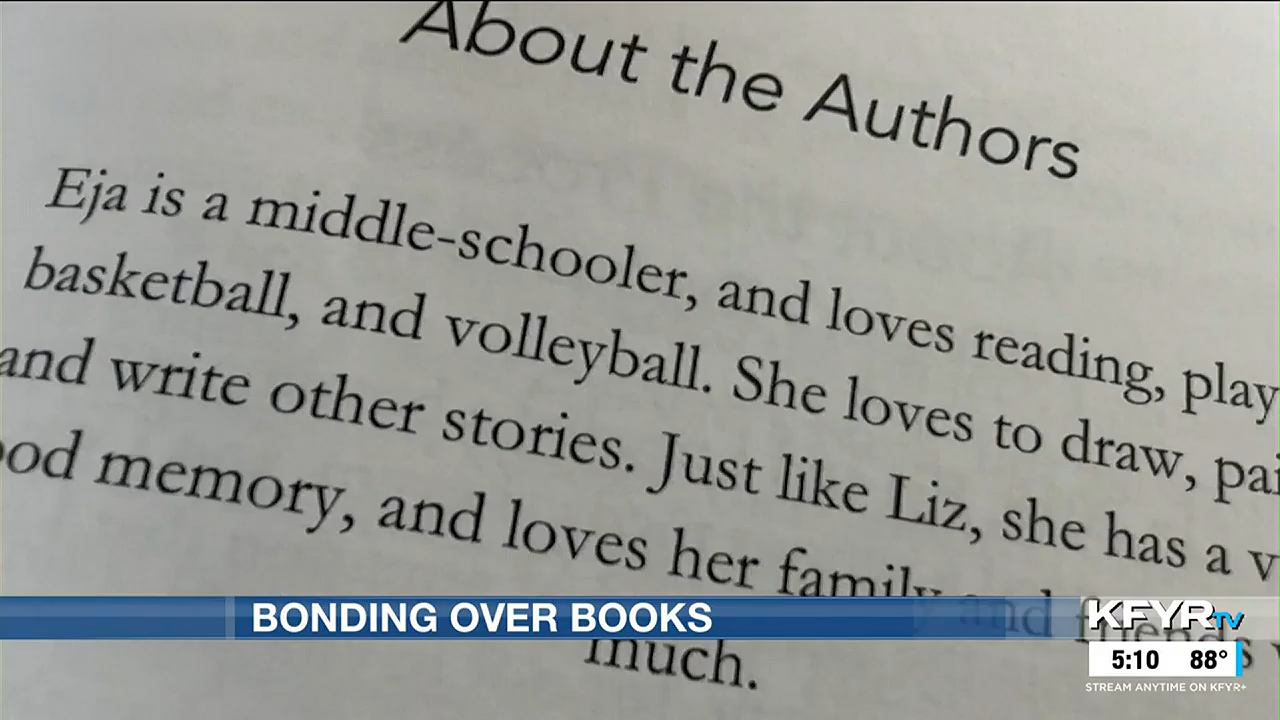 About the Authors
Eja is a middle-schooler, and loves reading, play
basketball, and volleyball. She loves to draw, pai
and write other stories. Just like Liz, she has a v
ood memory, and loves her family and friends
much.
BONDING OVER BOOKS
KFYR TV
5:10 88°
STREAM ANYTIME ON KFYR+